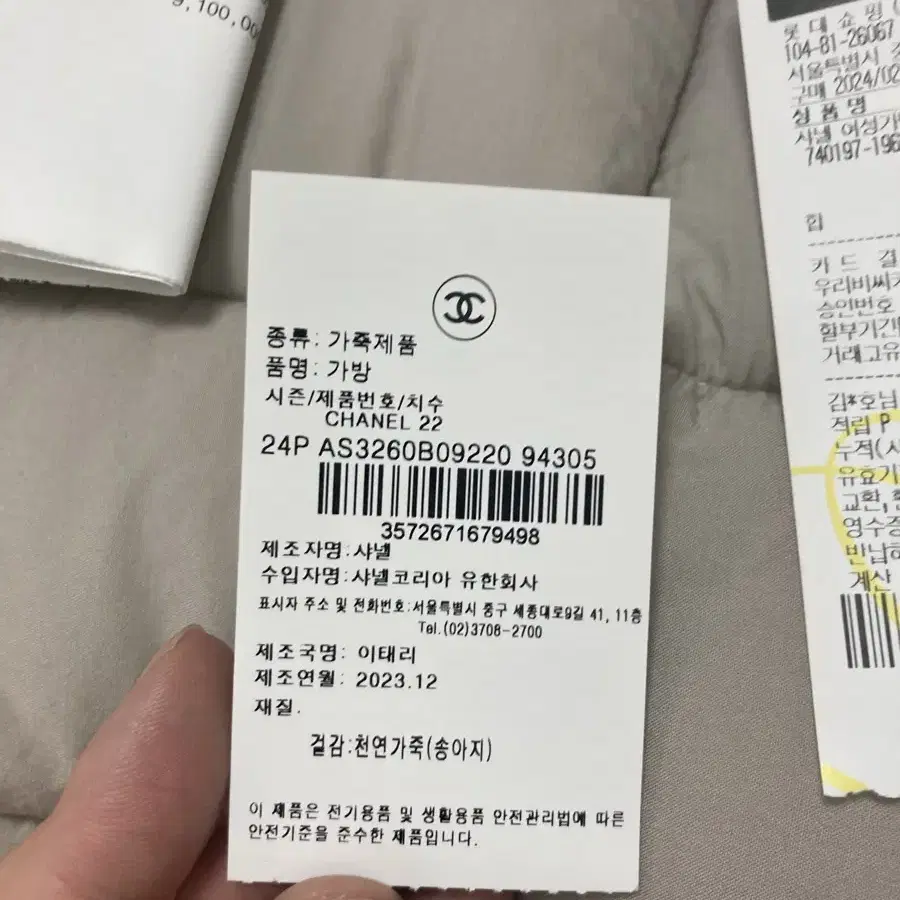 9,100,00
종류: 가죽제품
품명: 가방
시즌/제품번호/치수
CHANEL 22
24P AS3260B09220 94305
3572671679498
제조자명:샤넬
수입자명:샤넬코리아 유한회사
표시자 주소 및 전화번호:서울특별시 중구 세종대로9길 41, 11층
Tel.(02)3708-2700
제조국명: 이태리
제조연월: 2023.12
재질.
겉감:천연가죽(송아지)
이 제품은 전기용품 및 생활용품 안전관리법에 따른
안전기준을 준수한 제품입니다.
롯데쇼핑(
104-81-26067
서울특별시
구매 2024/02
상 품 명
샤넬 여성가
740197-196
합
카 드 결
우리비씨카
승인번호
할부기간
거래고유
김*호님
적립 P
누적(사
유효기
교환,환
영수증
반납하
계산